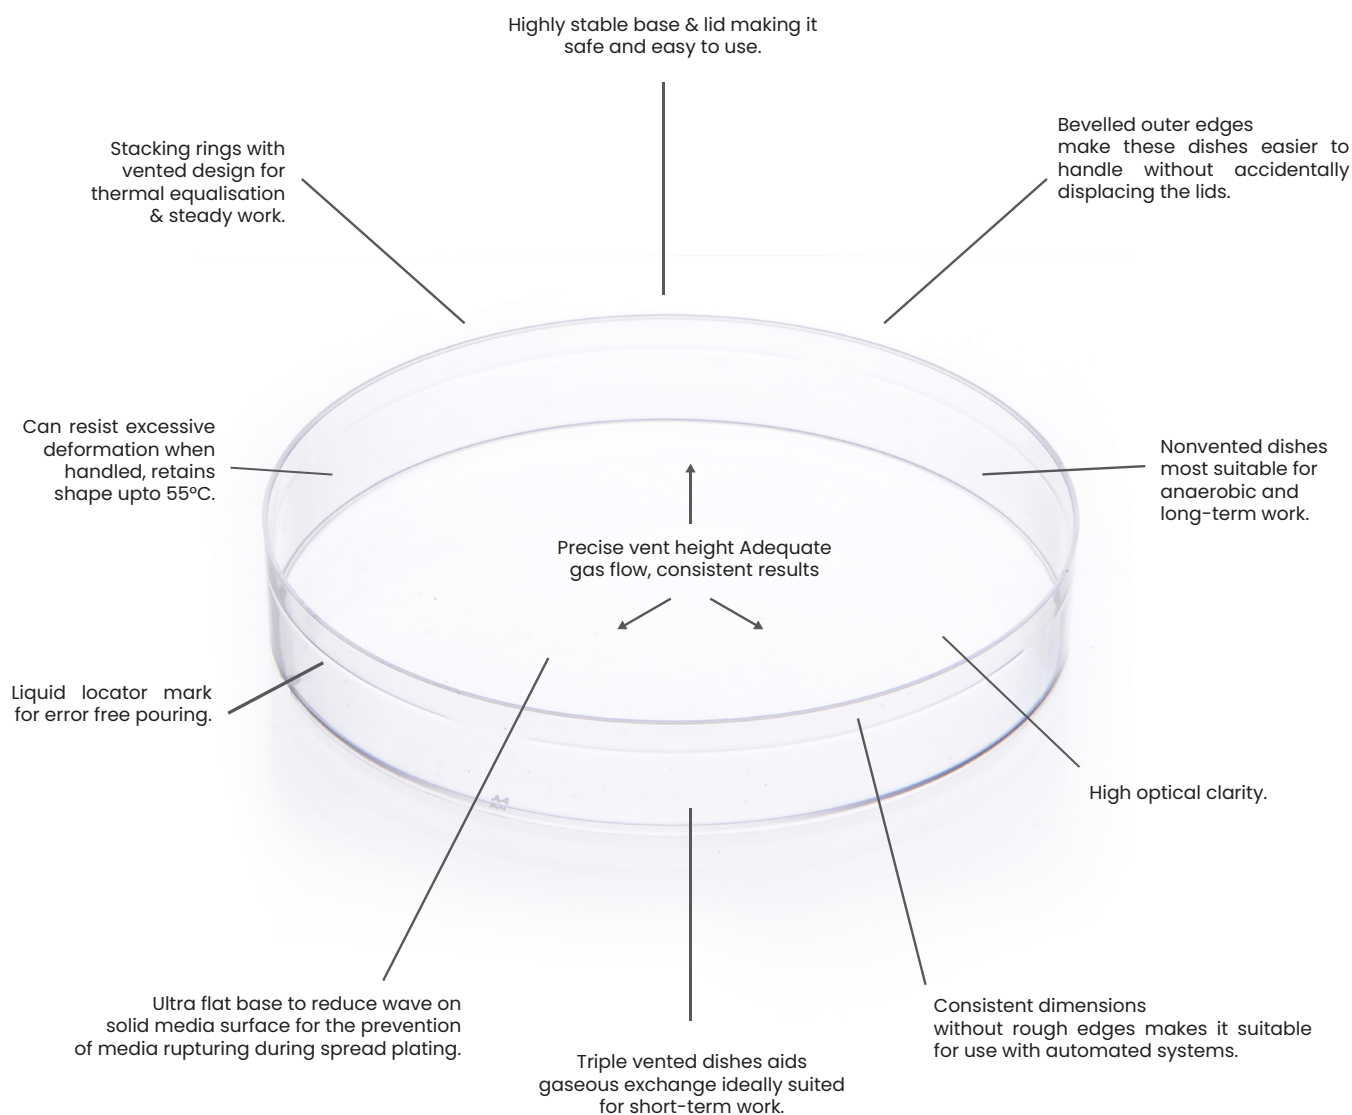 Highly stable base & lid making it
safe and easy to use.
Stacking rings with
vented design for
thermal equalisation
& steady work.
Bevelled outer edges
make these dishes easier to
handle without accidentally
displacing the lids.
Can resist excessive
deformation when
handled, retains
shape upto 55°C.
Nonvented dishes
most suitable for
anaerobic and
long-term work.
Precise vent height Adequate
gas flow, consistent results
Liquid locator mark
for error free pouring.
High optical clarity.
Ultra flat base to reduce wave on
solid media surface for the prevention
of media rupturing during spread plating.
Consistent dimensions
without rough edges makes it suitable
for use with automated systems.
Triple vented dishes aids
gaseous exchange ideally suited
for short-term work.